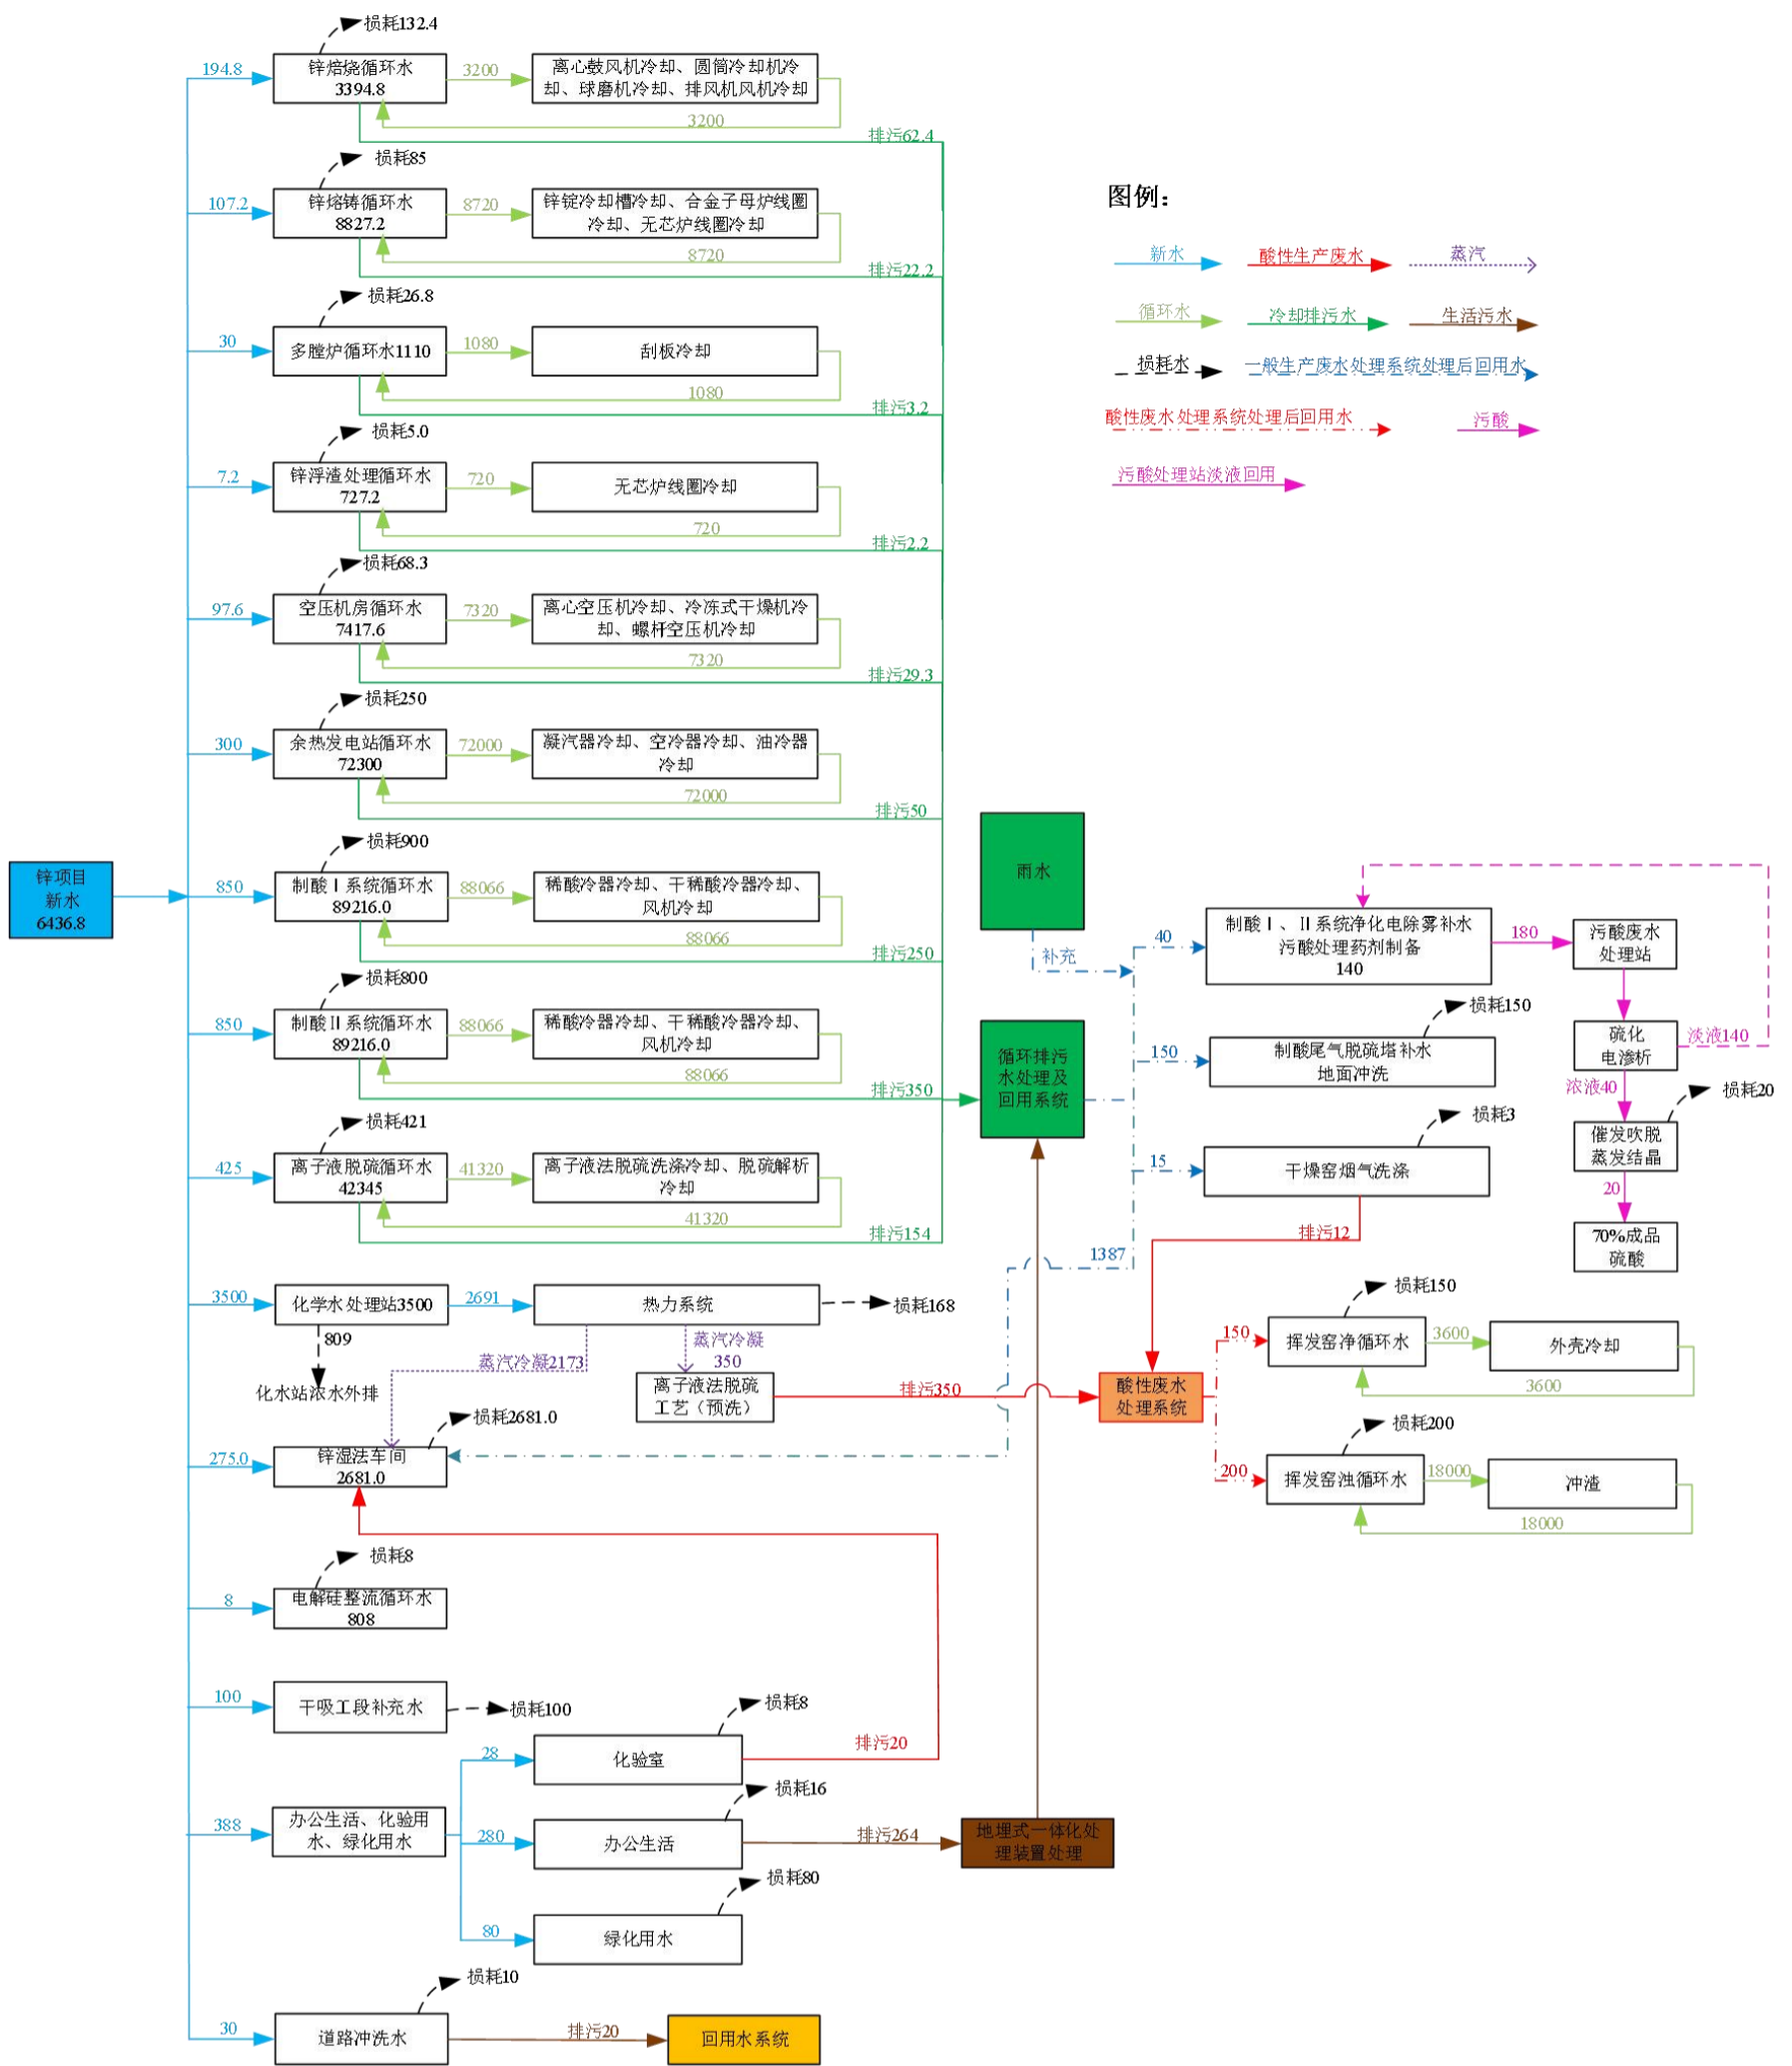 损耗132.4
194.8
锌焙烧循环水
3394.8
3200
离心鼓风机冷却、圆筒冷却机冷
却、球磨机冷却、排风机风机冷却
3200
排污62.4
损耗85
107.2
锌熔铸循环水
8827.2
8720
锌锭冷却槽冷却、合金子母炉线圈
冷却、无芯炉线圈冷却
8720
排污22.2
损耗26.8
30
多膛炉循环水1110
1080
刮板冷却
1080
排污3.2
损耗5.0
7.2
锌浮渣处理循环水
727.2
720
无芯炉线圈冷却
720
排污2.2
损耗68.3
97.6
空压机房循环水
7417.6
7320
离心空压机冷却、冷冻式干燥机冷
却、螺杆空压机冷却
7320
排污29.3
损耗250
300
余热发电站循环水
72300
72000
凝汽器冷却、空冷器冷却、油冷器
冷却
72000
排污50
锌项目
新水
6436.8
损耗900
850
制酸Ⅰ系统循环水
89216.0
88066
稀酸冷器冷却、干稀酸冷器冷却、
风机冷却
88066
排污250
损耗800
850
制酸Ⅱ系统循环水
89216.0
88066
稀酸冷器冷却、干稀酸冷器冷却、
风机冷却
88066
排污350
损耗421
425
离子液脱硫循环水
42345
41320
离子液法脱硫洗涤冷却、脱硫解析
冷却
41320
排污154
3500
化学水处理站3500
2691
热力系统
损耗168
809
化水站浓水外排
蒸汽冷凝2173
蒸汽冷凝
350
离子液法脱硫
工艺（预洗）
排污350
275.0
锌湿法车间
2681.0
损耗2681.0
损耗8
8
电解硅整流循环水
808
100
干吸工段补充水
损耗100
388
办公生活、化验用
水、绿化用水
28
化验室
损耗8
排污20
280
办公生活
损耗16
排污264
地埋式一体化处
理装置处理
80
绿化用水
损耗80
30
道路冲洗水
损耗10
排污20
回用水系统
图例：
新水
酸性生产废水
蒸汽
循环水
冷却排污水
生活污水
损耗水
一般生产废水处理系统处理后回用水
酸性废水处理系统处理后回用水
污酸
污酸处理站淡液回用
雨水
补充
循环排污
水处理及
回用系统
40
制酸Ⅰ、Ⅱ系统净化电除雾补水
污酸处理药剂制备
140
180
污酸废水
处理站
硫化
电渗析
淡液140
浓液40
损耗20
催发吹脱
蒸发结晶
20
70%成品
硫酸
150
制酸尾气脱硫塔补水
地面冲洗
损耗150
15
干燥窑烟气洗涤
损耗3
排污12
1387
酸性废水
处理系统
150
挥发窑净循环水
损耗150
3600
外壳冷却
3600
200
挥发窑浊循环水
损耗200
18000
冲渣
18000